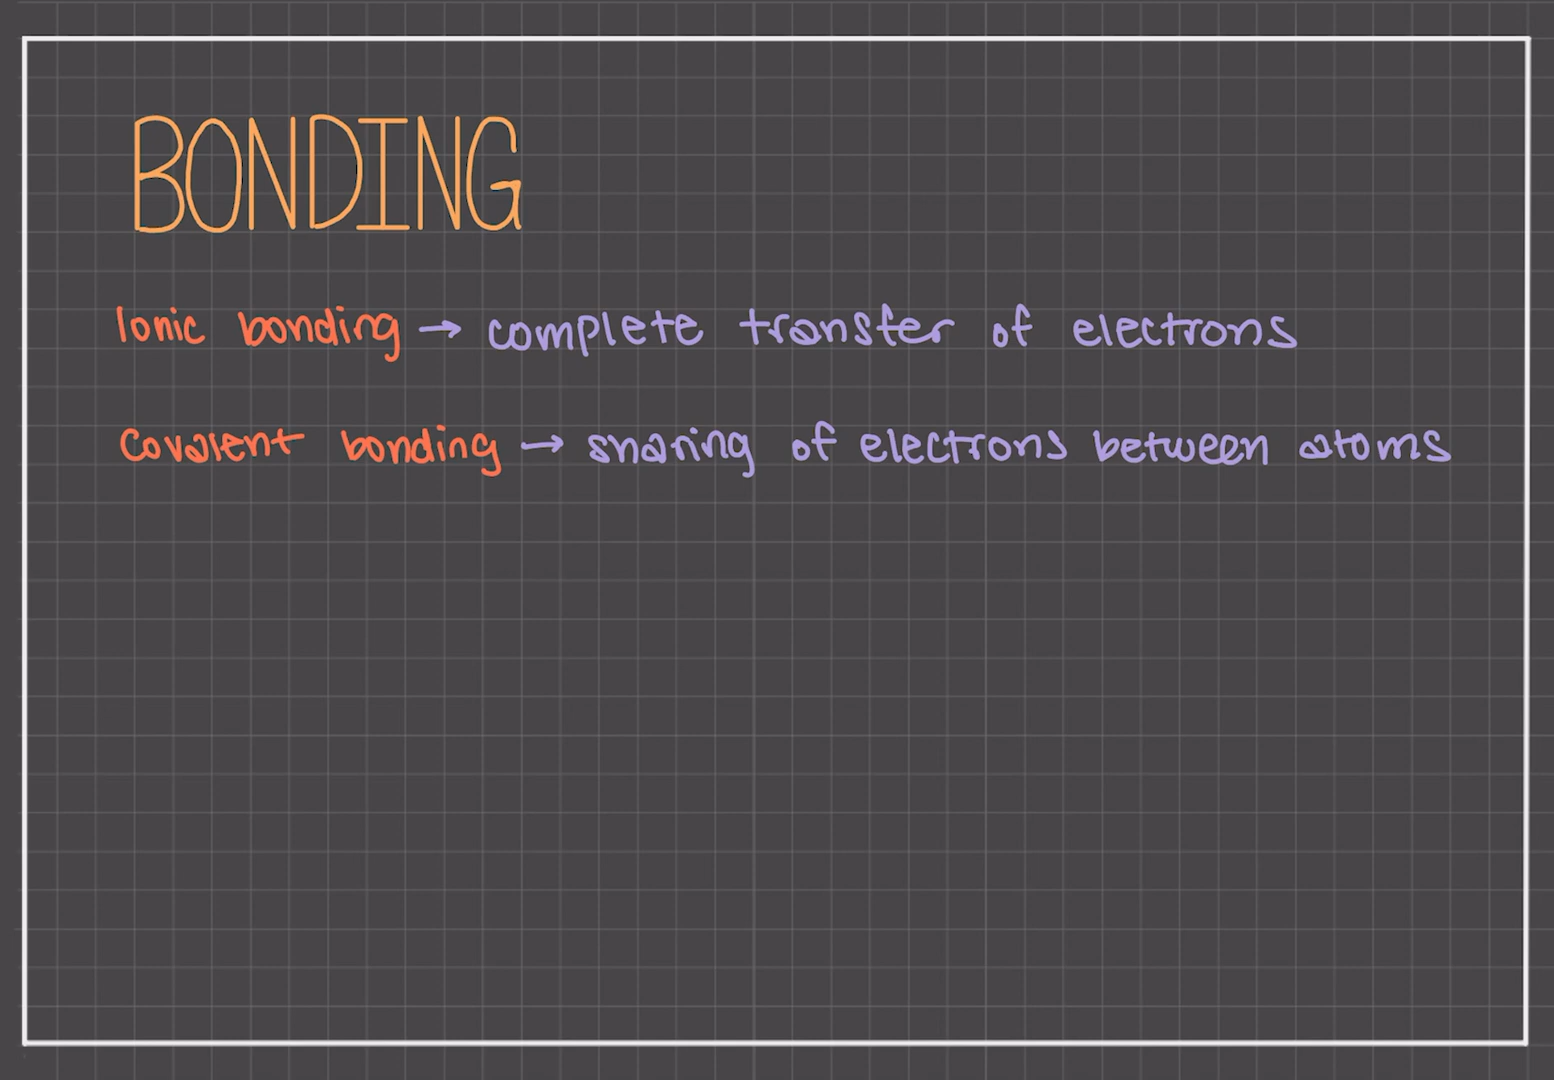 BONDING
Ionic bonding → complete transfer of electrons
Covalent bonding → sharing of electrons between atoms